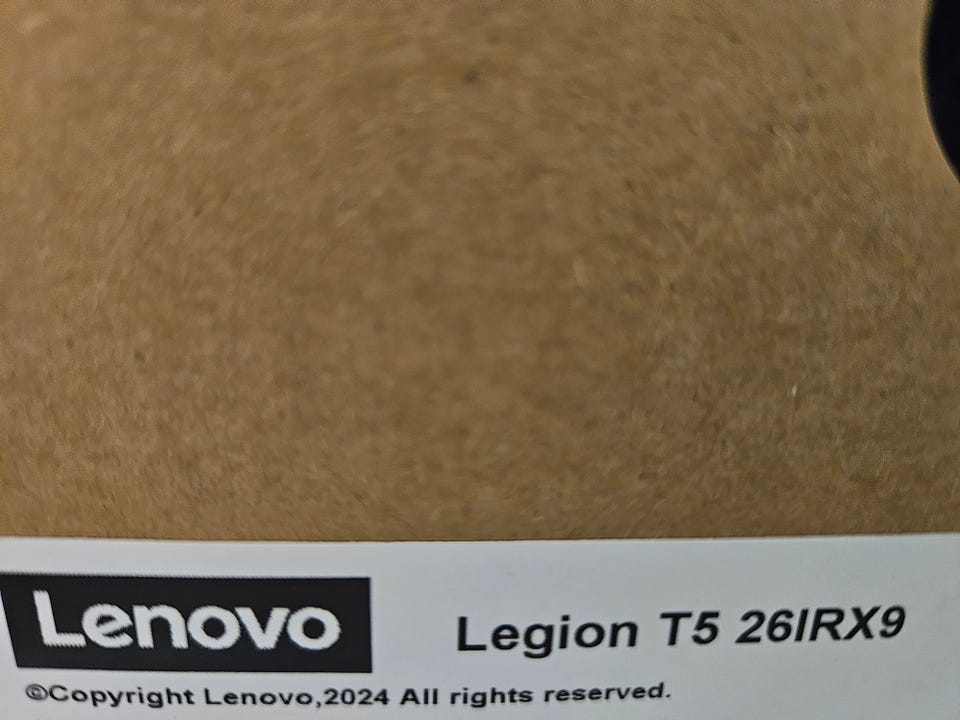 Lenovo Legion T5 26IRX9
©Copyright Lenovo,2024 All rights reserved.